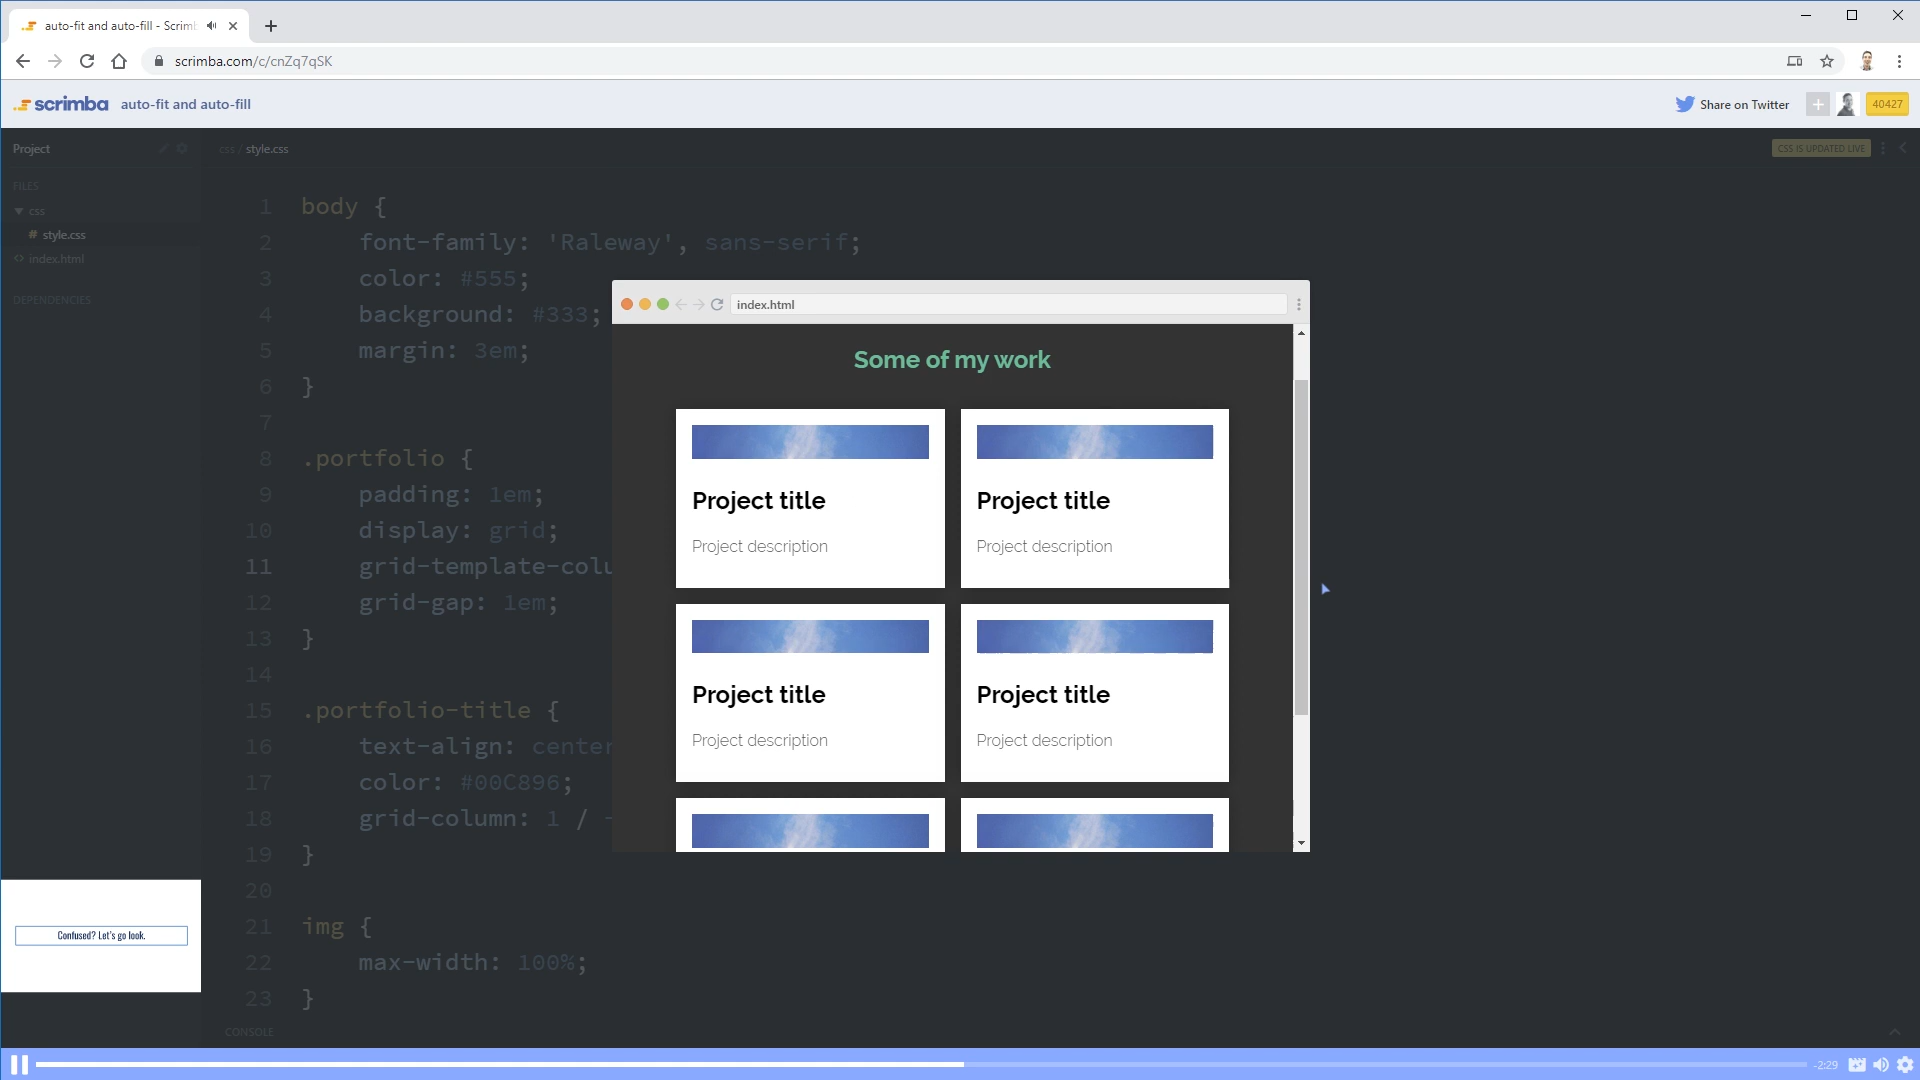 auto-fit and auto-fill - Scrim
scrimba.com/c/cnZq7qSK
scrimba
auto-fit and auto-fill
Share on Twitter
40427
Project
css / style.css
CSS IS UPDATED LIVE
FILES
css
# style.css
<> index.html
DEPENDENCIES
1 body {
2 font-family: 'Raleway', sans-serif;
3 color: #555;
4 background: #333;
5 margin: 3em;
6 }
7
8 .portfolio {
9 padding: 1em;
10 display: grid;
11 grid-template-colu
12 grid-gap: 1em;
13 }
14
15 .portfolio-title {
16 text-align: center
17 color: #00C896;
18 grid-column: 1 / -
19 }
20
21 img {
22 max-width: 100%;
23 }
index.html
Some of my work
Project title
Project description
Project title
Project description
Project title
Project description
Project title
Project description
Confused? Let's go look.
CONSOLE
-2:29